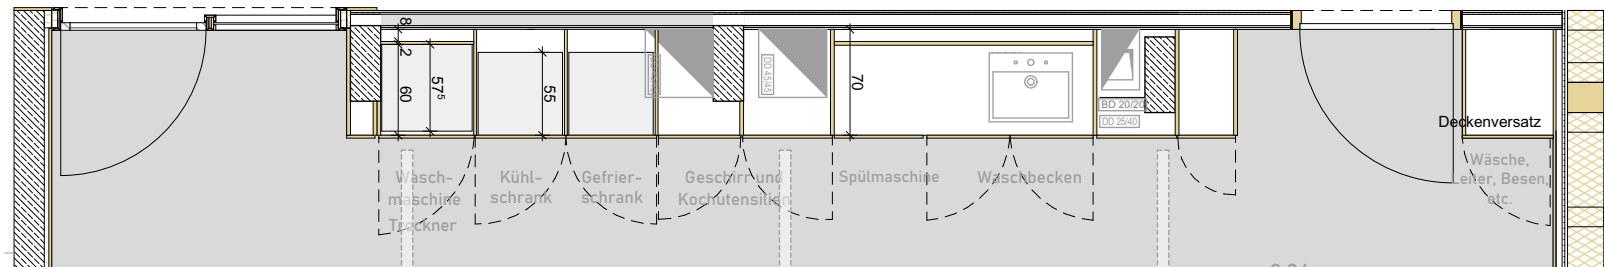 8
2
60
57⁵
55
DD 45/45
70
BD 20/20
DD 25/40
Deckenversatz
Wasch-
maschine
Trockner
Kühl-
schrank
Gefrier-
schrank
Geschirr und
Kochutensilien
Spülmaschine
Waschbecken
Wäsche,
Leiter, Besen,
etc.